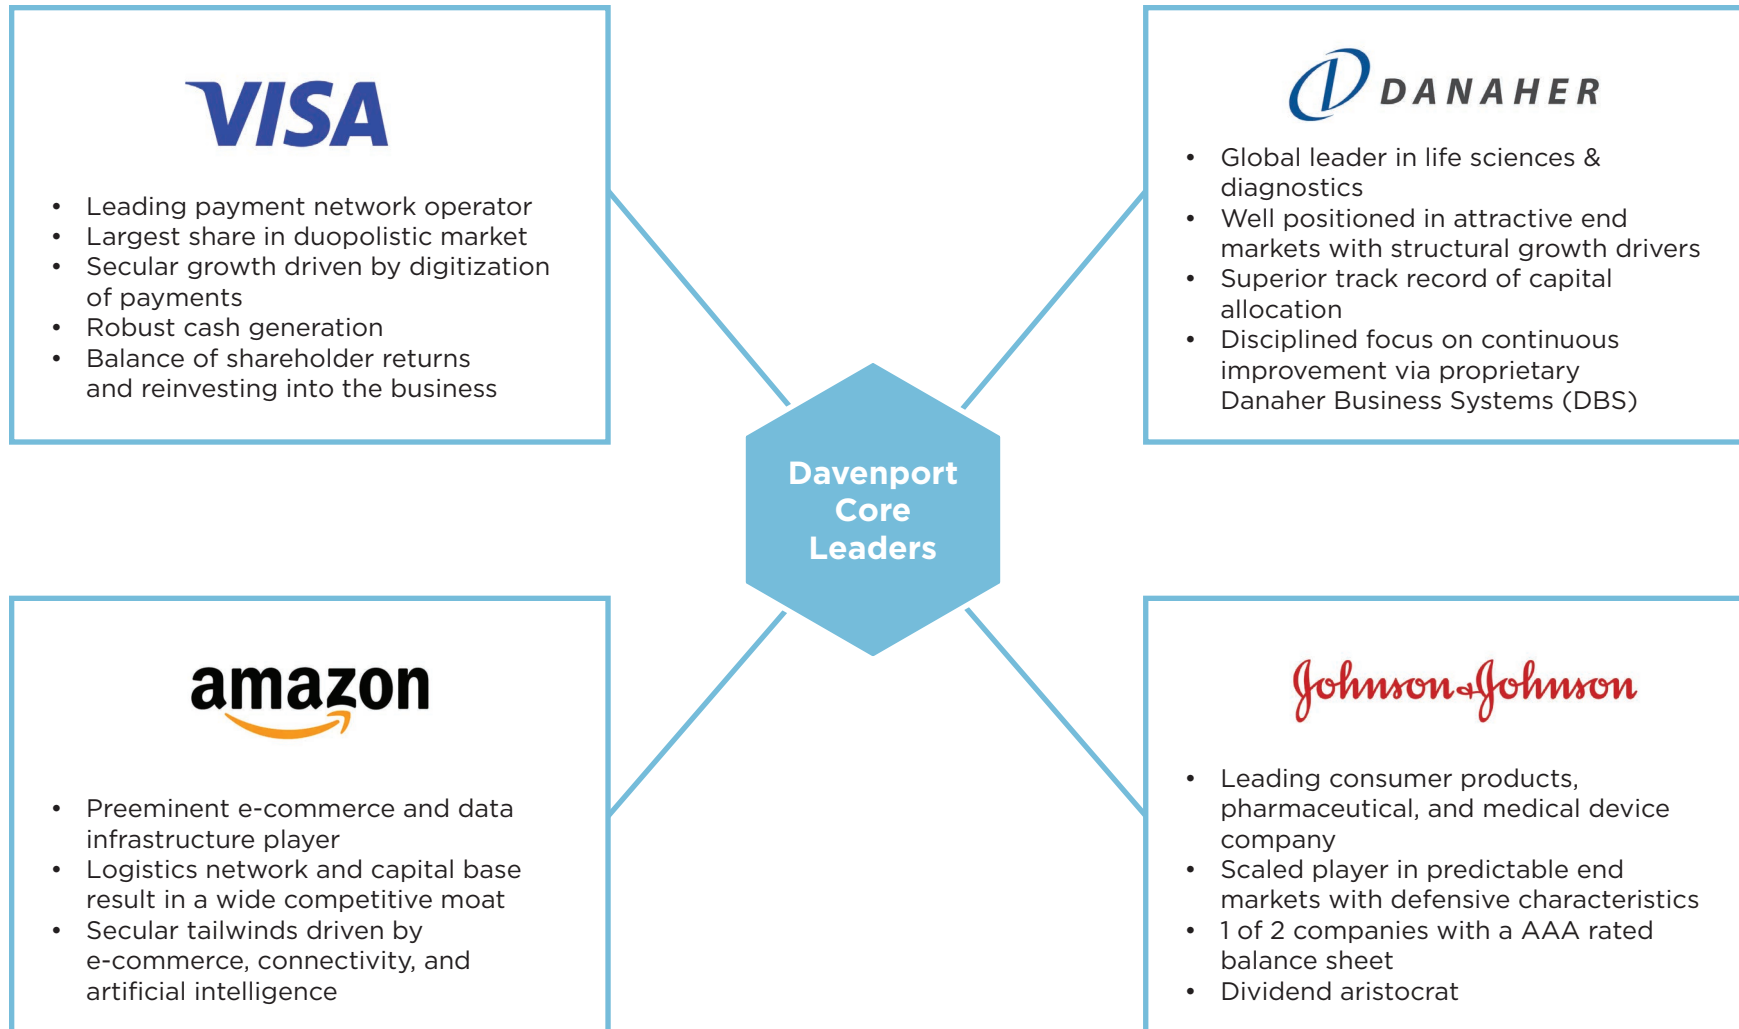 VISA
• Leading payment network operator
• Largest share in duopolistic market
• Secular growth driven by digitization
of payments
• Robust cash generation
• Balance of shareholder returns
and reinvesting into the business
DANAHER
• Global leader in life sciences &
diagnostics
• Well positioned in attractive end
markets with structural growth drivers
• Superior track record of capital
allocation
• Disciplined focus on continuous
improvement via proprietary
Danaher Business Systems (DBS)
Davenport
Core
Leaders
amazon
• Preeminent e-commerce and data
infrastructure player
• Logistics network and capital base
result in a wide competitive moat
• Secular tailwinds driven by
e-commerce, connectivity, and
artificial intelligence
Johnson&Johnson
• Leading consumer products,
pharmaceutical, and medical device
company
• Scaled player in predictable end
markets with defensive characteristics
• 1 of 2 companies with a AAA rated
balance sheet
• Dividend aristocrat